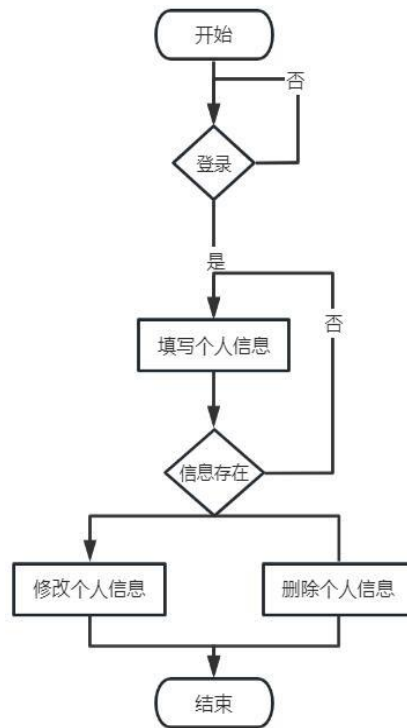 开始
否
登录
是
否
填写个人信息
信息存在
修改个人信息
删除个人信息
结束